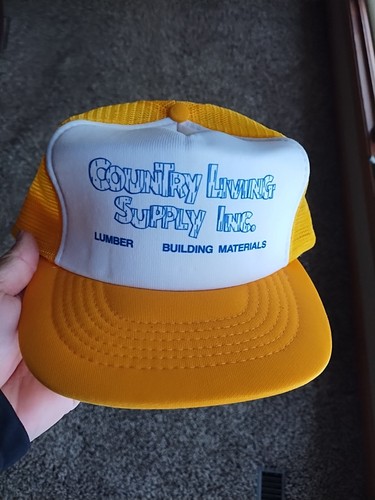 Country Living
Supply Inc.
LUMBER BUILDING MATERIALS